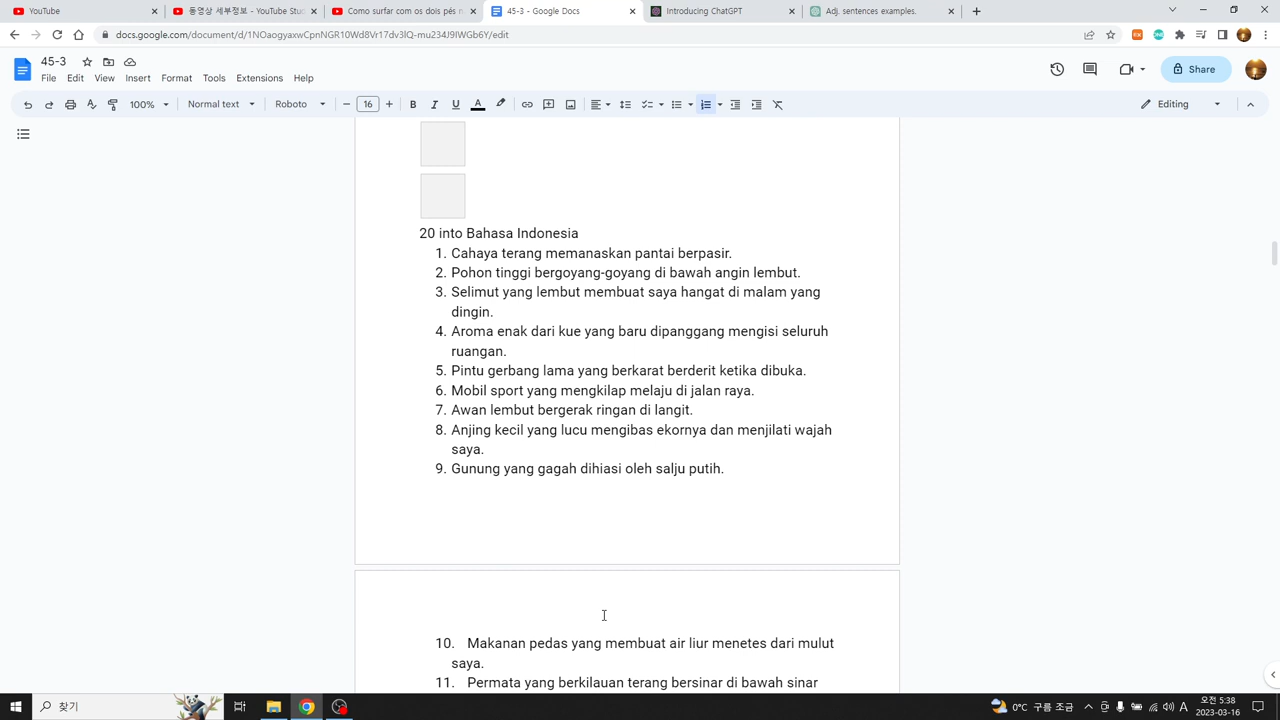 YouTube
동영상 세부정보 - YouTube Stu
Como surfar com os dois pés n
45-3 - Google Docs
Introducing ChatGPT
Adj. sentences examples.
docs.google.com/document/d/1NOaogyaxwCpnNGR10Wd8Vr17dv3lQ-mu234J9IWGb6Y/edit
45-3
File Edit View Insert Format Tools Extensions Help
Share
100% Normal text Roboto 16 B I U A Editing
20 into Bahasa Indonesia
1. Cahaya terang memanaskan pantai berpasir.
2. Pohon tinggi bergoyang-goyang di bawah angin lembut.
3. Selimut yang lembut membuat saya hangat di malam yang
dingin.
4. Aroma enak dari kue yang baru dipanggang mengisi seluruh
ruangan.
5. Pintu gerbang lama yang berkarat berderit ketika dibuka.
6. Mobil sport yang mengkilap melaju di jalan raya.
7. Awan lembut bergerak ringan di langit.
8. Anjing kecil yang lucu mengibas ekornya dan menjilati wajah
saya.
9. Gunung yang gagah dihiasi oleh salju putih.
10. Makanan pedas yang membuat air liur menetes dari mulut
saya.
11. Permata yang berkilauan terang bersinar di bawah sinar
찾기
0°C 구름 조금
A
오전 5:38
2023-03-16